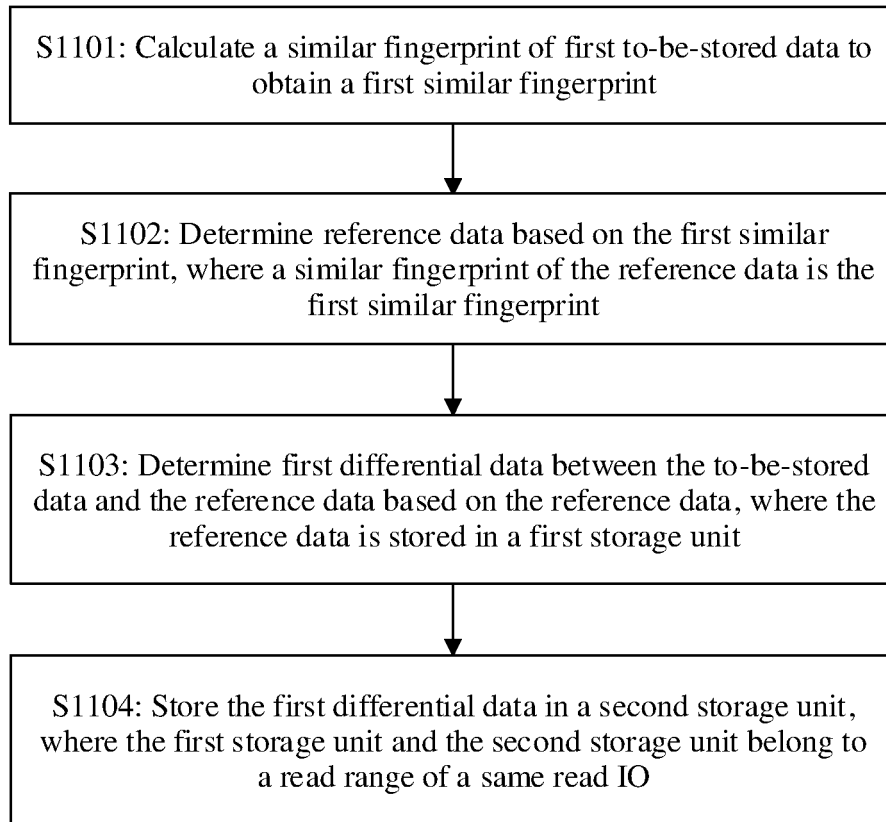 S1101: Calculate a similar fingerprint of first to-be-stored data to
obtain a first similar fingerprint
S1102: Determine reference data based on the first similar
fingerprint, where a similar fingerprint of the reference data is the
first similar fingerprint
S1103: Determine first differential data between the to-be-stored
data and the reference data based on the reference data, where the
reference data is stored in a first storage unit
S1104: Store the first differential data in a second storage unit,
where the first storage unit and the second storage unit belong to
a read range of a same read IO